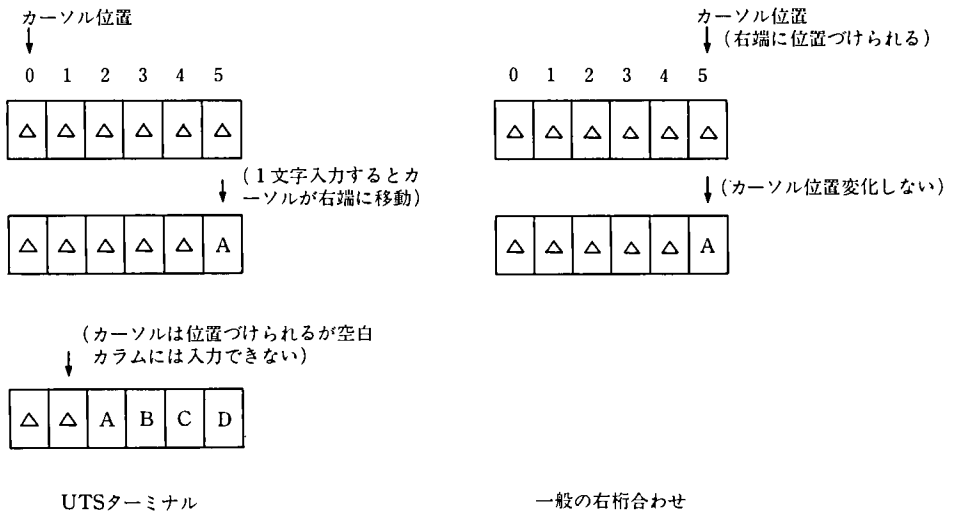 カーソル位置
0 1 2 3 4 5
△ △ △ △ △ △
(1文字入力するとカ
ーソルが右端に移動)
△ △ △ △ △ A
(カーソルは位置づけられるが空白
カラムには入力できない)
△ △ A B C D
UTSターミナル
カーソル位置
(右端に位置づけられる)
0 1 2 3 4 5
△ △ △ △ △ △
(カーソル位置変化しない)
△ △ △ △ △ A
一般の右桁合わせ